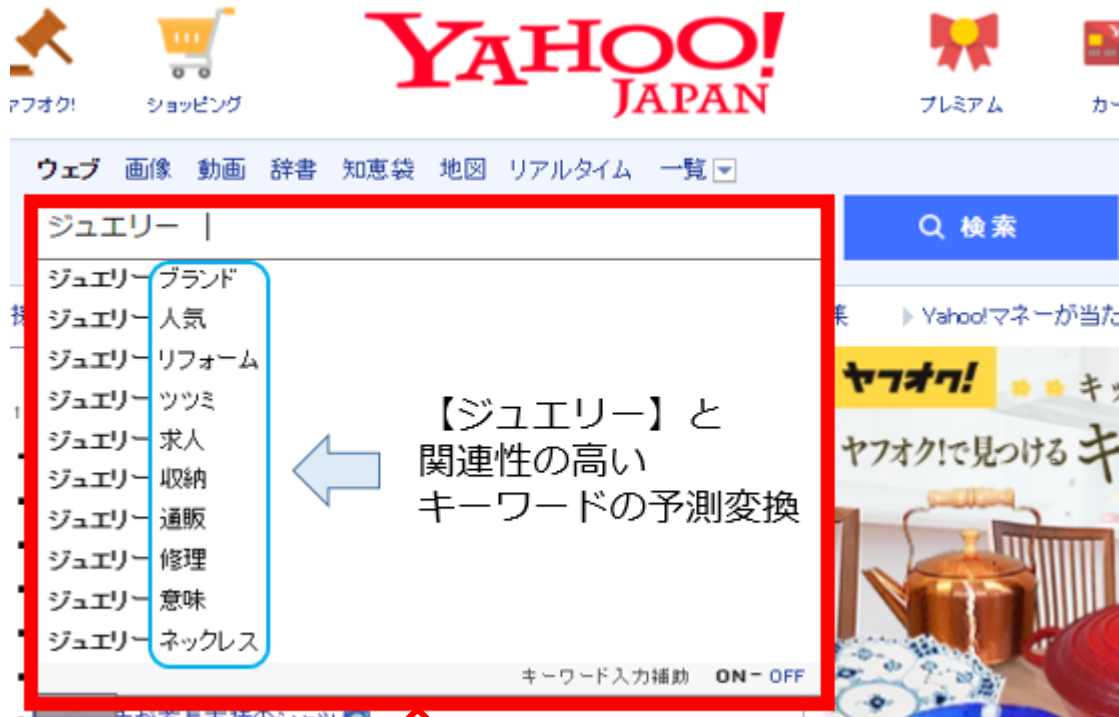 ヤフオク!
ショッピング
YAHOO!
JAPAN
プレミアム
カー
ウェブ 画像 動画 辞書 知恵袋 地図 リアルタイム 一覧
ジュエリー
検索
ジュエリー ブランド
ジュエリー 人気
ジュエリー リフォーム
ジュエリー ツツミ
ジュエリー 求人
ジュエリー 収納
ジュエリー 通販
ジュエリー 修理
ジュエリー 意味
ジュエリー ネックレス
【ジュエリー】と
関連性の高い
キーワードの予測変換
キーワード入力補助 ON - OFF
集 Yahoo!マネーが当た
ヤフオク!
キッ
ヤフオク!で見つける キ